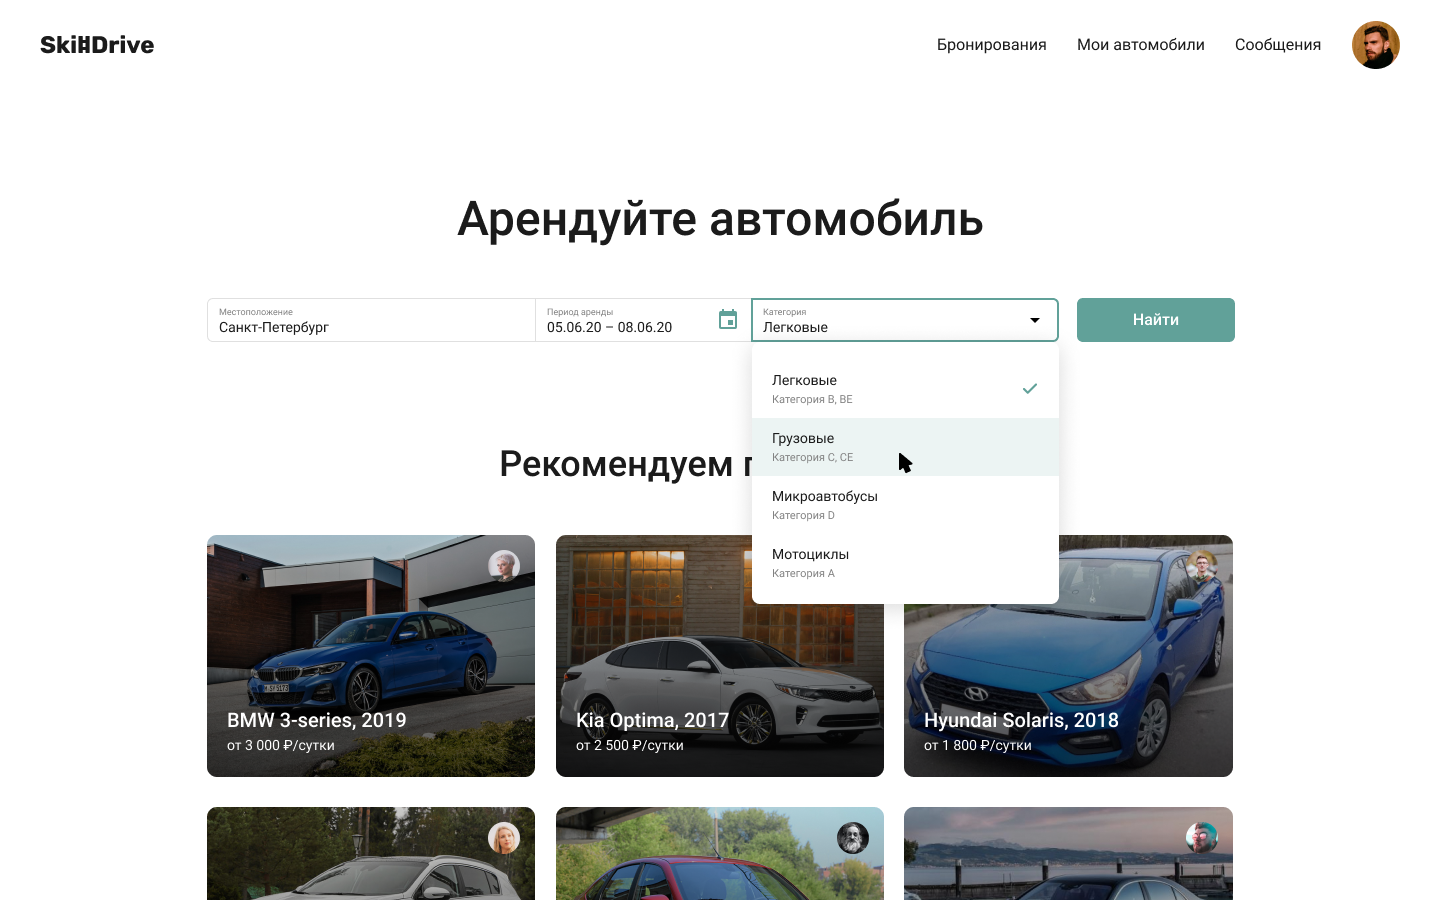 SkillDrive
Бронирования
Мои автомобили
Сообщения
Арендуйте автомобиль
Местоположение
Санкт-Петербург
Период аренды
05.06.20 – 08.06.20
Категория
Легковые
Найти
Легковые
Категория B, BE
Грузовые
Категория C, CE
Микроавтобусы
Категория D
Мотоциклы
Категория A
Рекомендуем
BMW 3-series, 2019
от 3 000 ₽/сутки
Kia Optima, 2017
от 2 500 ₽/сутки
Hyundai Solaris, 2018
от 1 800 ₽/сутки